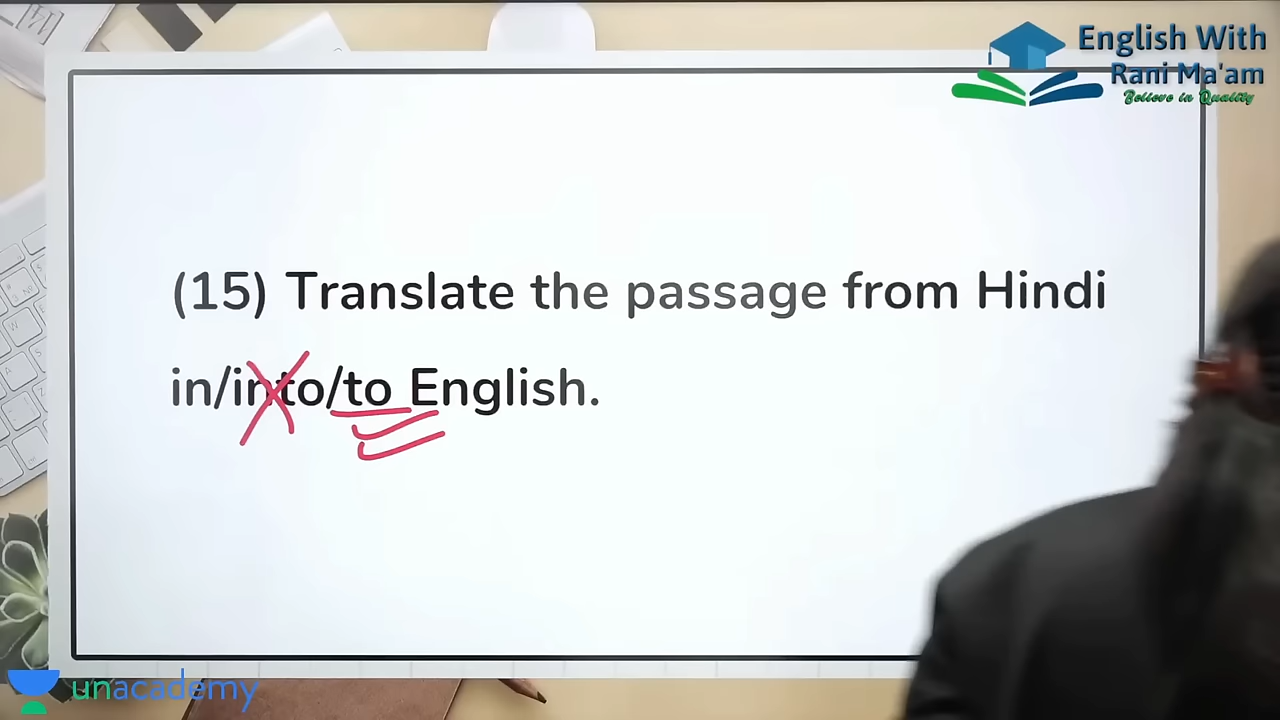 English With
Rani Ma'am
Believe in Quality
(15) Translate the passage from Hindi
in/into/to English.
unacademy